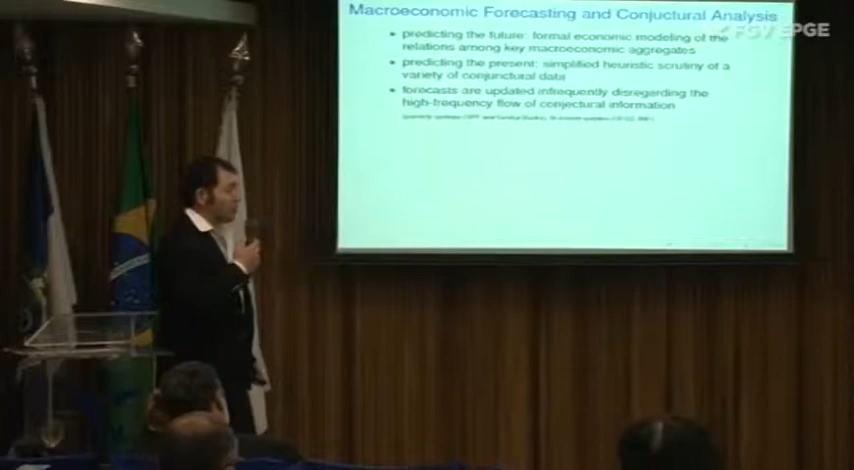 Macroeconomic Forecasting and Conjuctural Analysis
FGV EPGE
predicting the future: formal economic modeling of the
relations among key macroeconomic aggregates
predicting the present: simplified heuristic scrutiny of a
variety of conjunctural data
forecasts are updated infrequently disregarding the
high-frequency flow of conjectural information